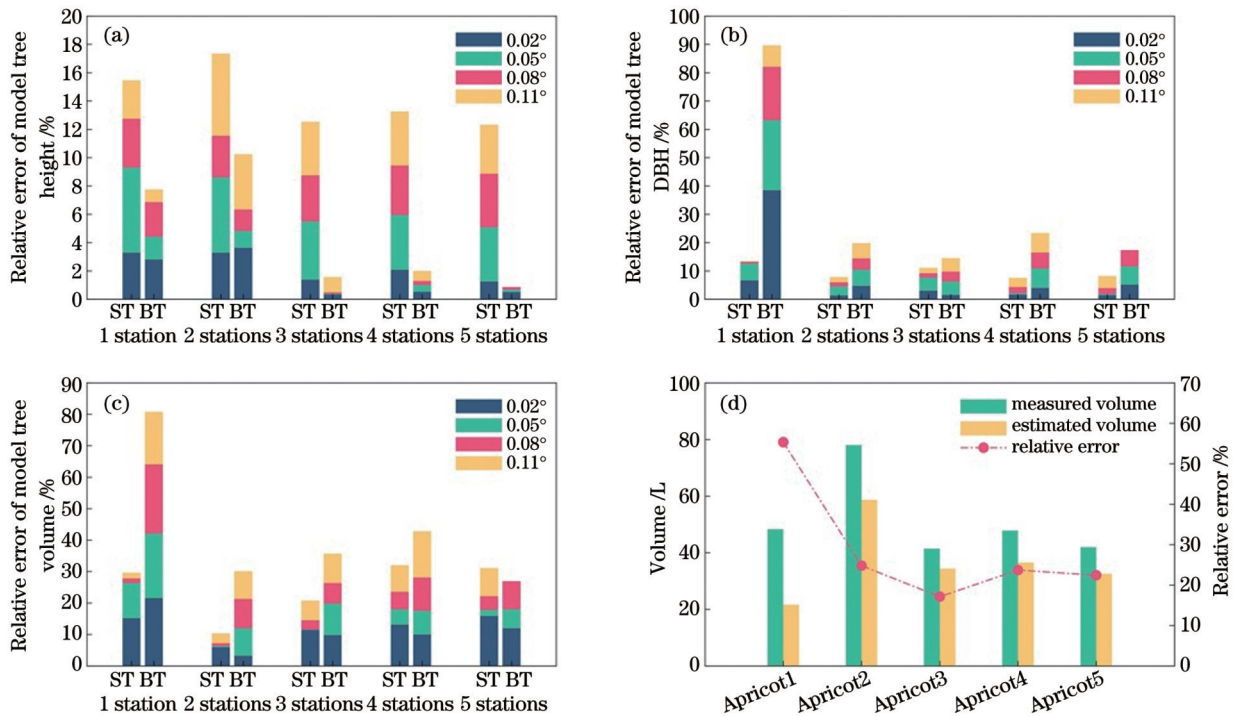 (a)
20
18
16
14
12
10
8
6
4
2
0
Relative error of model tree
height /%
0.02°
0.05°
0.08°
0.11°
ST BT ST BT ST BT ST BT ST BT
1 station 2 stations 3 stations 4 stations 5 stations
(b)
100
90
80
70
60
50
40
30
20
10
0
Relative error of model tree
DBH /%
0.02°
0.05°
0.08°
0.11°
ST BT ST BT ST BT ST BT ST BT
1 station 2 stations 3 stations 4 stations 5 stations
(c)
90
80
70
60
50
40
30
20
10
0
Relative error of model tree
volume /%
0.02°
0.05°
0.08°
0.11°
ST BT ST BT ST BT ST BT ST BT
1 station 2 stations 3 stations 4 stations 5 stations
(d)
100
80
60
40
20
0
Volume /L
measured volume
estimated volume
relative error
70
60
50
40
30
20
10
0
Relative error /%
Apricot1 Apricot2 Apricot3 Apricot4 Apricot5